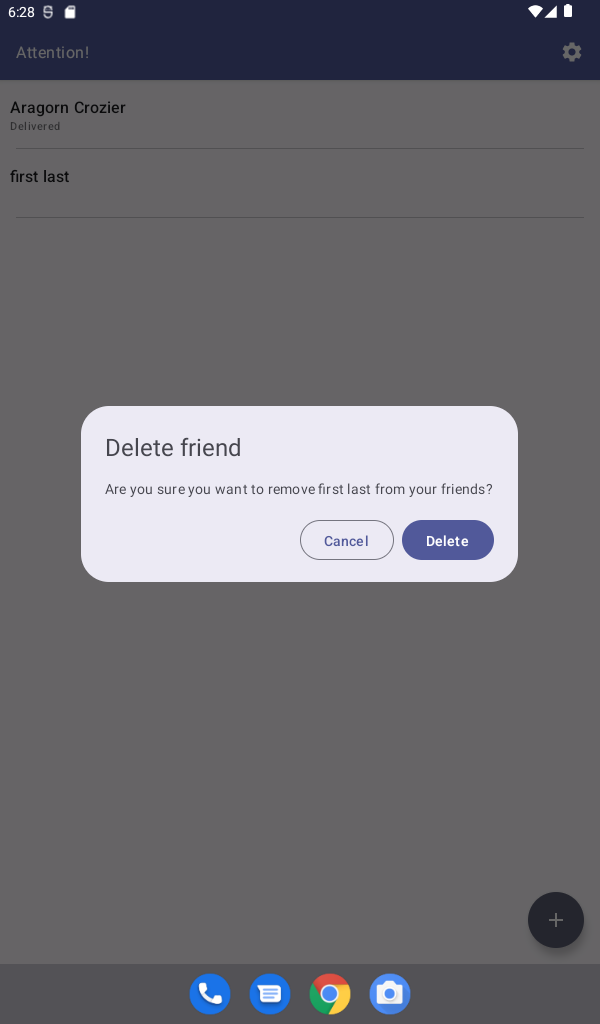 6:28
Attention!
Aragorn Crozier
Delivered
first last
Delete friend
Are you sure you want to remove first last from your friends?
Cancel
Delete